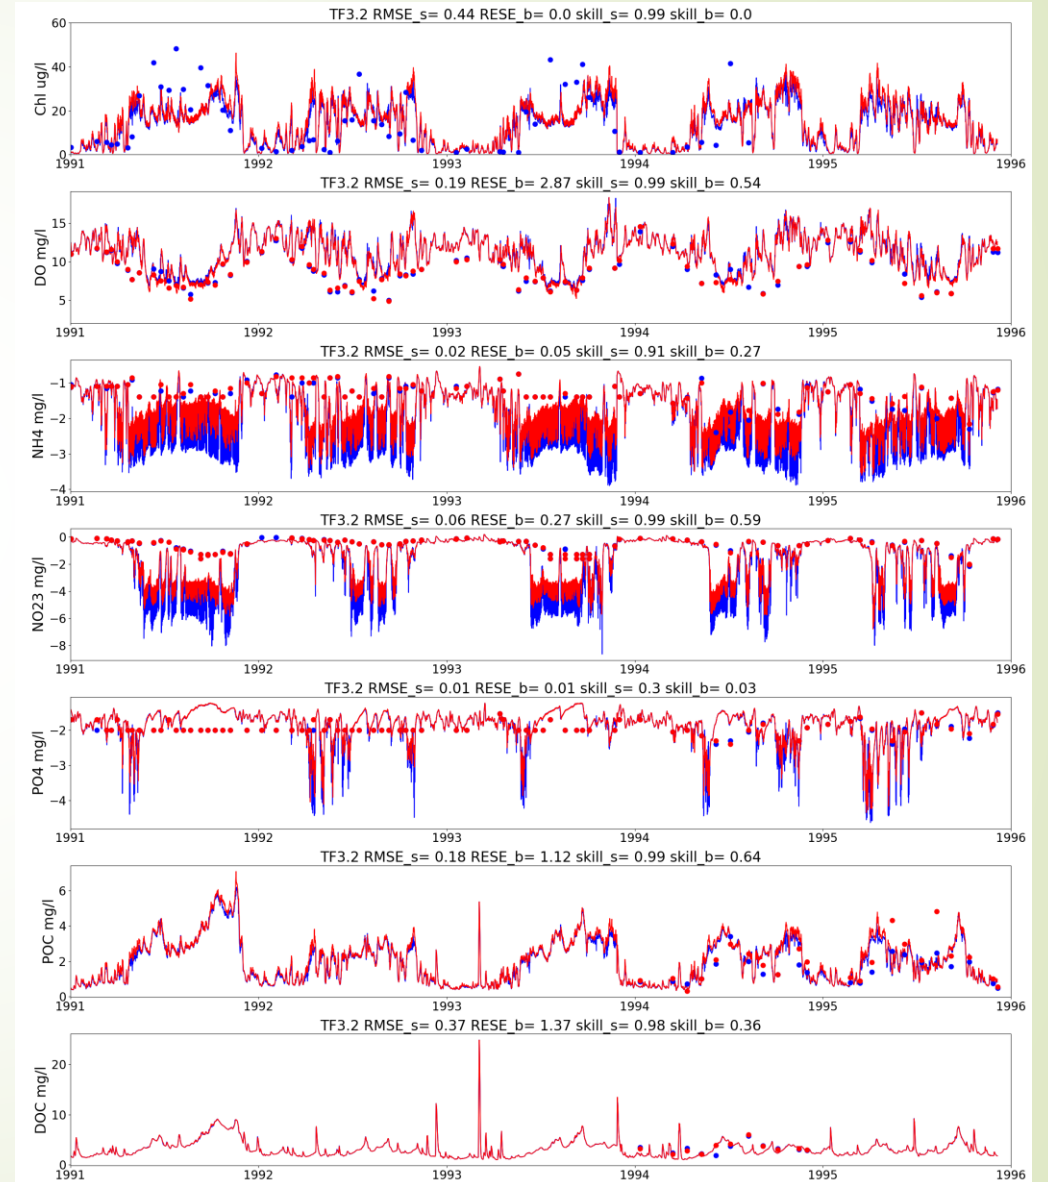 TF3.2 RMSE_s= 0.44 RESE_b= 0.0 skill_s= 0.99 skill_b= 0.0
Chl ug/l
60
40
20
0
1991 1992 1993 1994 1995 1996
TF3.2 RMSE_s= 0.19 RESE_b= 2.87 skill_s= 0.99 skill_b= 0.54
DO mg/l
15
10
5
1991 1992 1993 1994 1995 1996
TF3.2 RMSE_s= 0.02 RESE_b= 0.05 skill_s= 0.91 skill_b= 0.27
NH4 mg/l
−1
−2
−3
−4
1991 1992 1993 1994 1995 1996
TF3.2 RMSE_s= 0.06 RESE_b= 0.27 skill_s= 0.99 skill_b= 0.59
NO23 mg/l
0
−2
−4
−6
−8
1991 1992 1993 1994 1995 1996
TF3.2 RMSE_s= 0.01 RESE_b= 0.01 skill_s= 0.3 skill_b= 0.03
PO4 mg/l
−2
−3
−4
1991 1992 1993 1994 1995 1996
TF3.2 RMSE_s= 0.18 RESE_b= 1.12 skill_s= 0.99 skill_b= 0.64
POC mg/l
6
4
2
0
1991 1992 1993 1994 1995 1996
TF3.2 RMSE_s= 0.37 RESE_b= 1.37 skill_s= 0.98 skill_b= 0.36
DOC mg/l
20
10
0
1991 1992 1993 1994 1995 1996